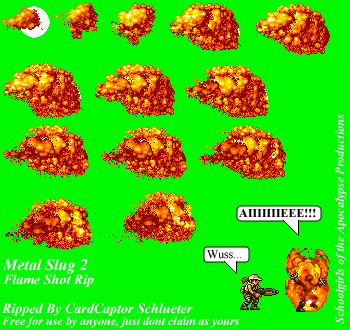 AIIIIIIIEEE!!!
Wuss...
Metal Slug 2
Flame Shot Rip
Ripped By CardCaptor Schlueter
Free for use by anyone, just dont claim as yours
Schoolgirls of the Apocalypse Productions